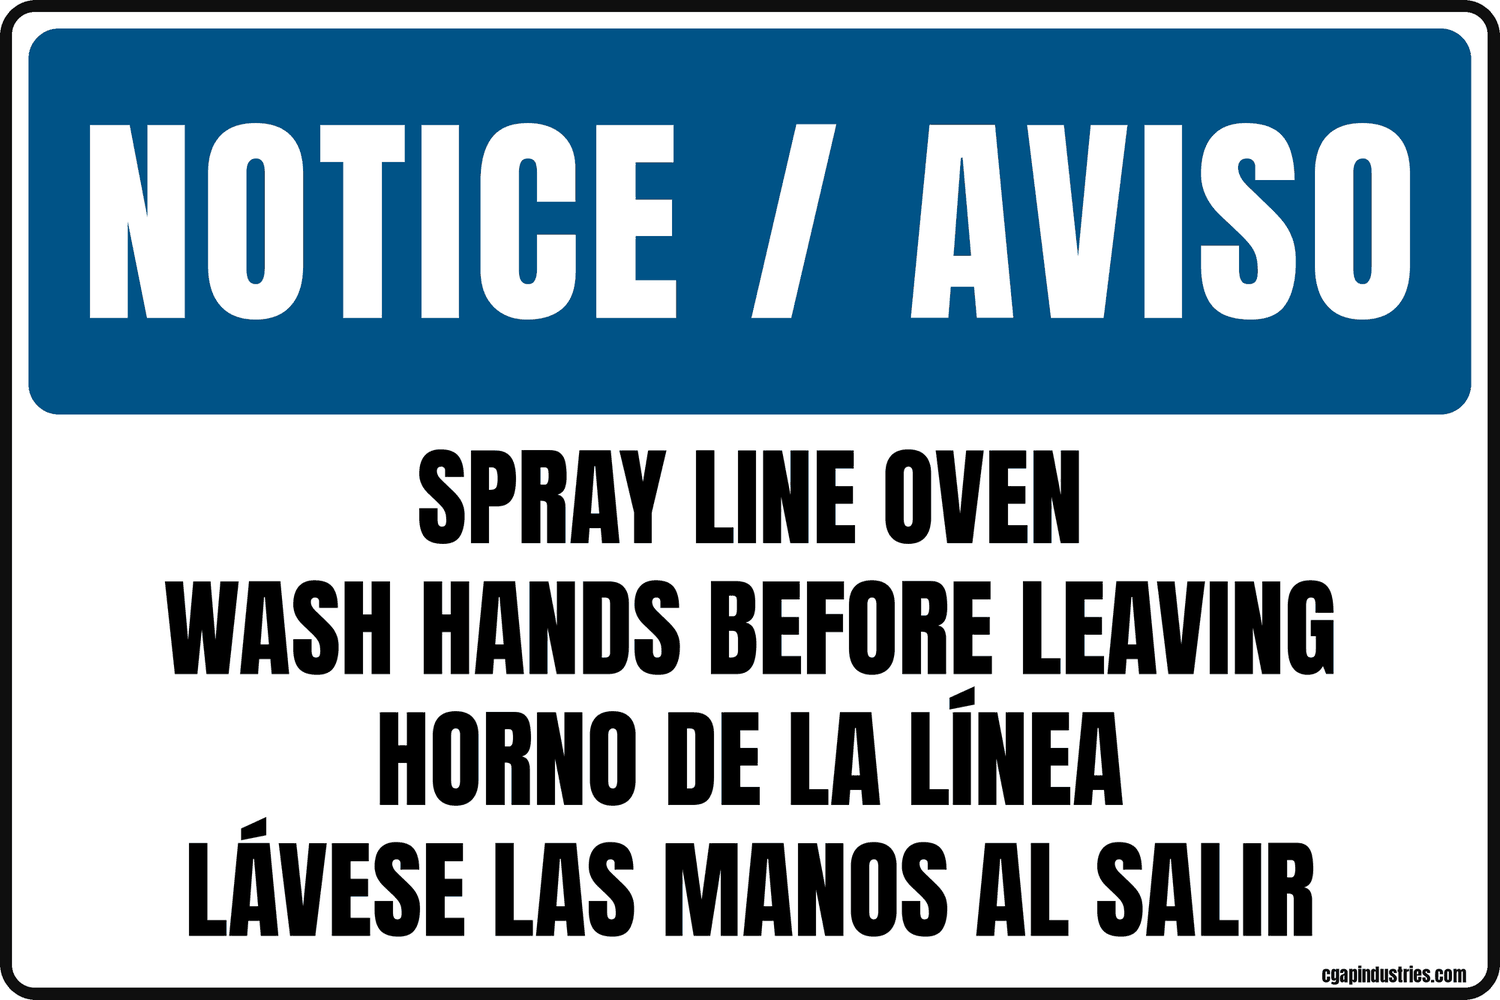 NOTICE / AVISO
SPRAY LINE OVEN
WASH HANDS BEFORE LEAVING
HORNO DE LA LÍNEA
LÁVESE LAS MANOS AL SALIR
cgapindustries.com